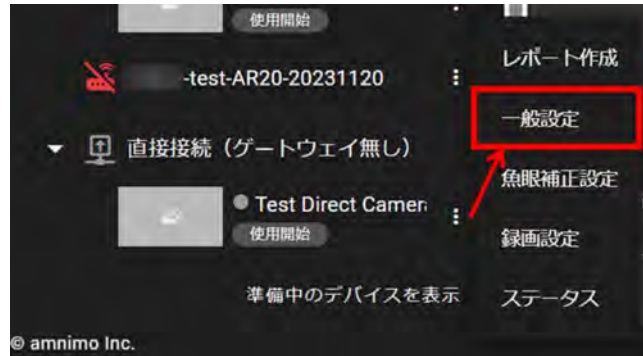 使用開始
レポート作成
-test-AR20-20231120
一般設定
直接接続（ゲートウェイ無し）
魚眼補正設定
Test Direct Camer
使用開始
録画設定
準備中のデバイスを表示
ステータス
© amnimo Inc.